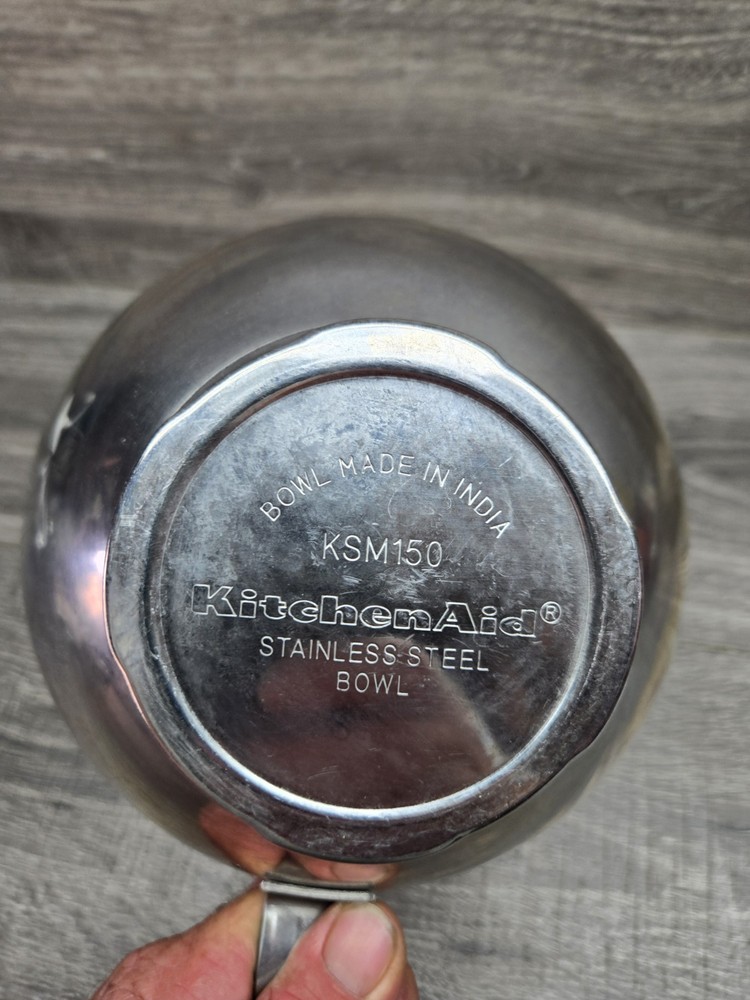 BOWL MADE IN INDIA
KSM150
KitchenAid®
STAINLESS STEEL
BOWL